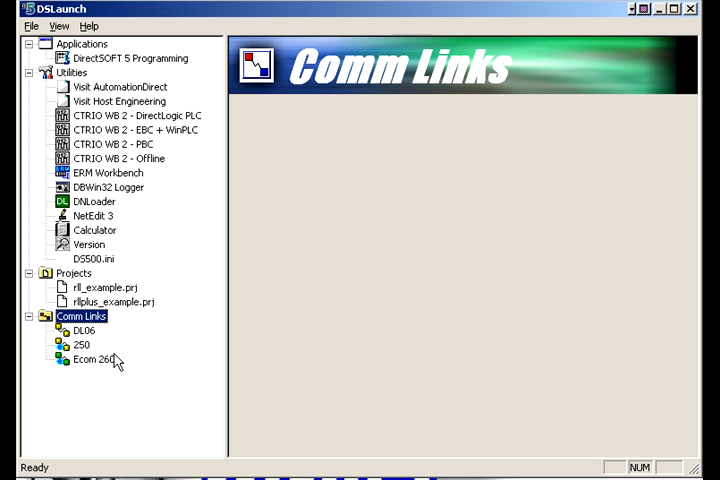 DSLaunch
File View Help
Applications
DirectSOFT 5 Programming
Utilities
Visit AutomationDirect
Visit Host Engineering
CTRIO WB 2 - DirectLogic PLC
CTRIO WB 2 - EBC + WinPLC
CTRIO WB 2 - PBC
CTRIO WB 2 - Offline
ERM Workbench
DBWin32 Logger
DNLoader
NetEdit 3
Calculator
Version
DS500.ini
Projects
rll_example.prj
rllplus_example.prj
Comm Links
DL06
250
Ecom 260
Comm Links
Ready
NUM